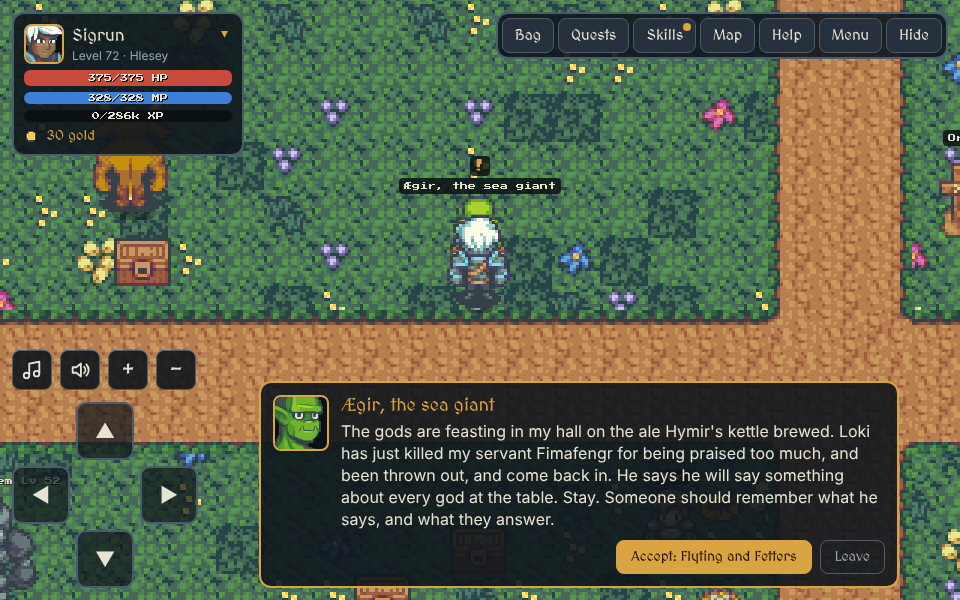 Sigrun
Level 72 · Hlesey
375/375 HP
328/328 MP
0/286k XP
30 gold
Bag
Quests
Skills
Map
Help
Menu
Hide
!
Ægir, the sea giant
+
-
Lv 52
Ægir, the sea giant
The gods are feasting in my hall on the ale Hymir's kettle brewed. Loki
has just killed my servant Fimafengr for being praised too much, and
been thrown out, and come back in. He says he will say something
about every god at the table. Stay. Someone should remember what he
says, and what they answer.
Accept: Flyting and Fetters
Leave